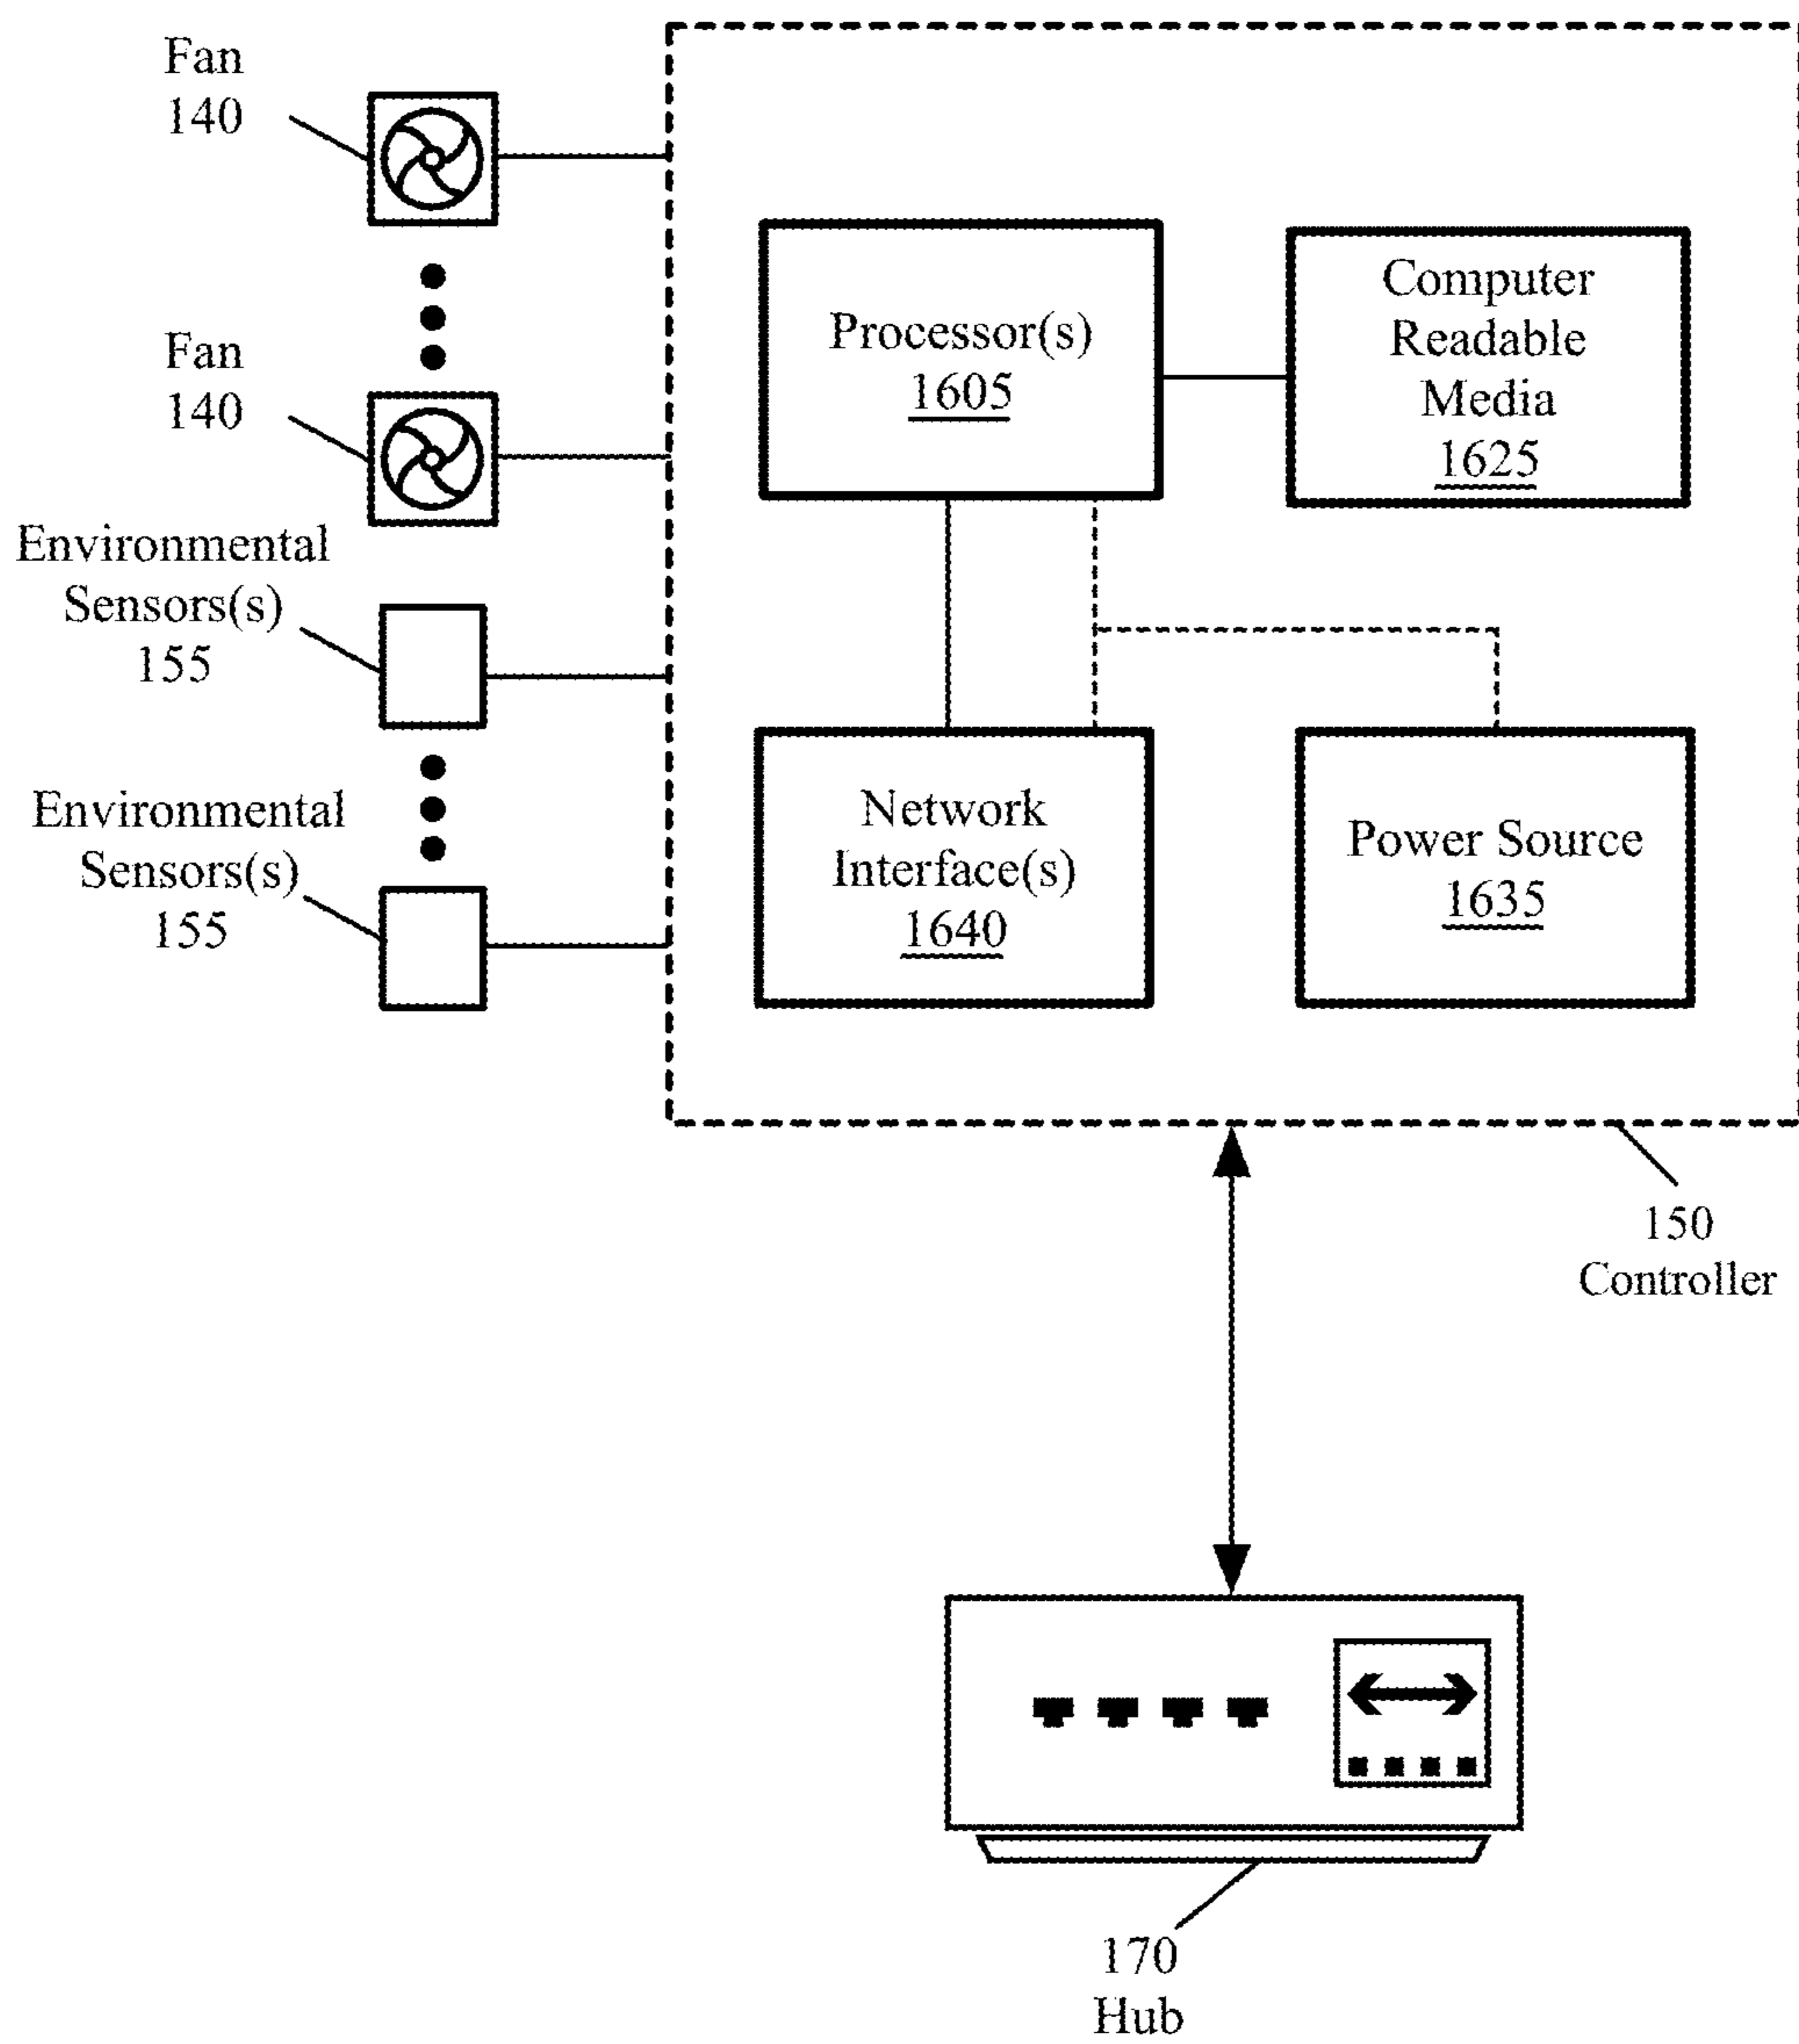 Fan
140
Fan
140
Environmental
Sensors(s)
155
Environmental
Sensors(s)
155
Processor(s)
1605
Computer
Readable
Media
1625
Network
Interface(s)
1640
Power Source
1635
150
Controller
170
Hub